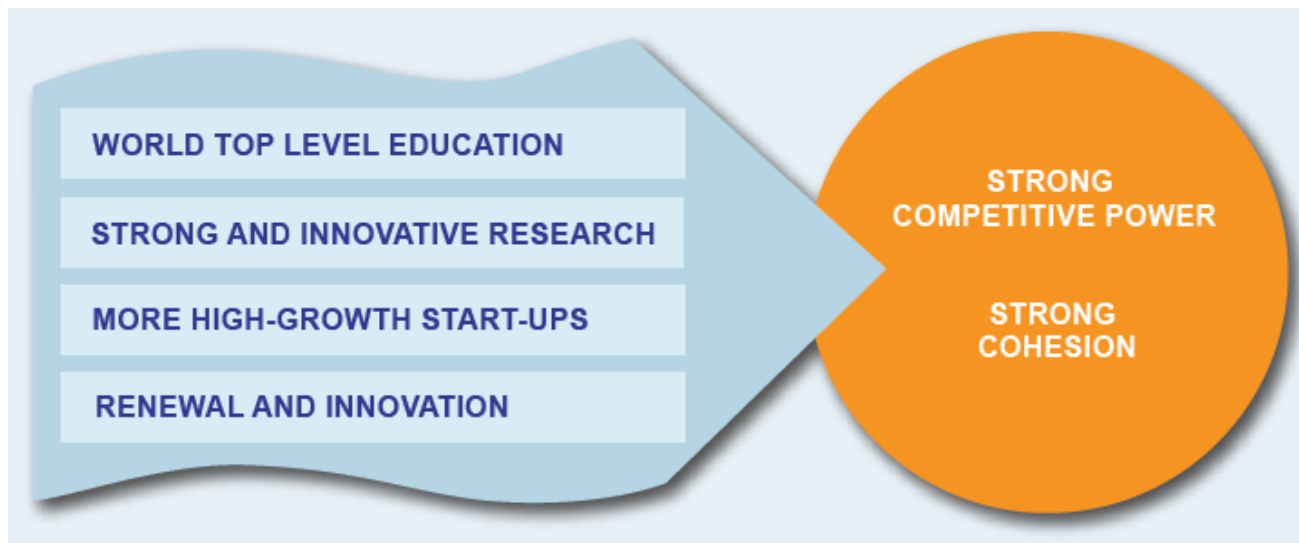 WORLD TOP LEVEL EDUCATION
STRONG AND INNOVATIVE RESEARCH
MORE HIGH-GROWTH START-UPS
RENEWAL AND INNOVATION
STRONG
COMPETITIVE POWER
STRONG
COHESION